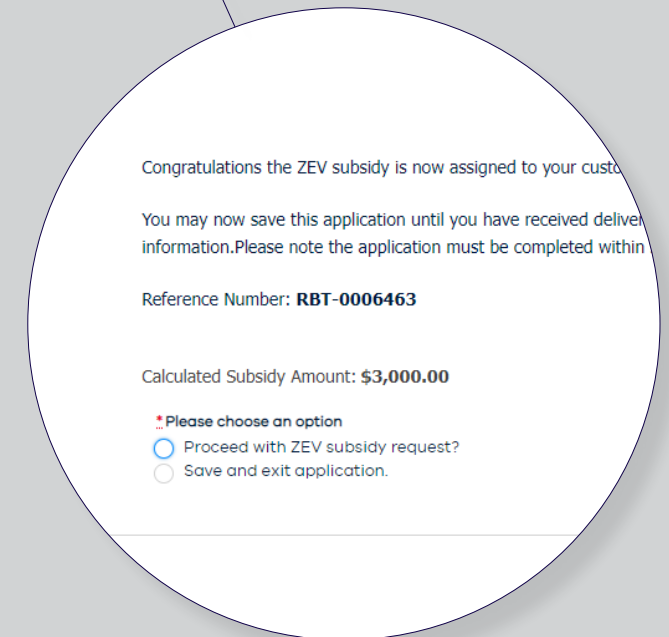 Congratulations the ZEV subsidy is now assigned to your
You may now save this application until you have received
information.Please note the application must be completed within
Reference Number: RBT-0006463
Calculated Subsidy Amount: $3,000.00
*Please choose an option
Proceed with ZEV subsidy request?
Save and exit application.